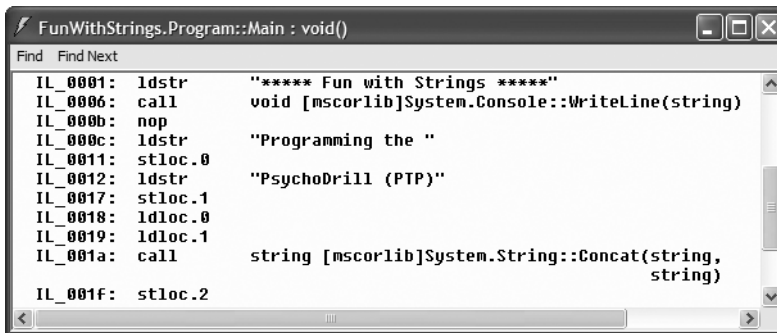 FunWithStrings.Program::Main : void()
Find Find Next
IL_0001: ldstr "***** Fun with Strings *****"
IL_0006: call void [mscorlib]System.Console::WriteLine(string)
IL_000b: nop
IL_000c: ldstr "Programming the "
IL_0011: stloc.0
IL_0012: ldstr "PsychoDrill (PTP)"
IL_0017: stloc.1
IL_0018: ldloc.0
IL_0019: ldloc.1
IL_001a: call string [mscorlib]System.String::Concat(string,
string)
IL_001f: stloc.2